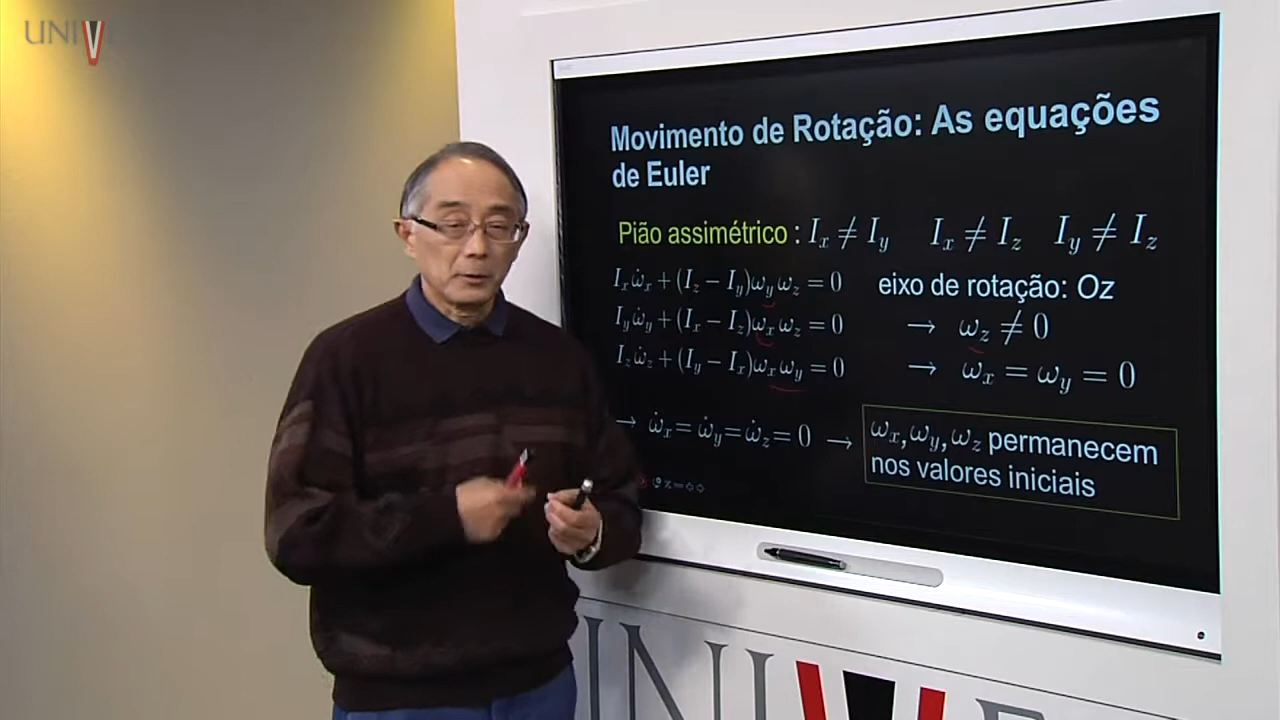 UNIV
Movimento de Rotação: As equações
de Euler
Pião assimétrico : I_x ≠ I_y I_x ≠ I_z I_y ≠ I_z
I_x ω̇_x + (I_z − I_y)ω_y ω_z = 0 eixo de rotação: Oz
I_y ω̇_y + (I_x − I_z)ω_x ω_z = 0 → ω_z ≠ 0
I_z ω̇_z + (I_y − I_x)ω_x ω_y = 0 → ω_x = ω_y = 0
→ ω̇_x = ω̇_y = ω̇_z = 0 → ω_x, ω_y, ω_z permanecem
nos valores iniciais
UNIVE